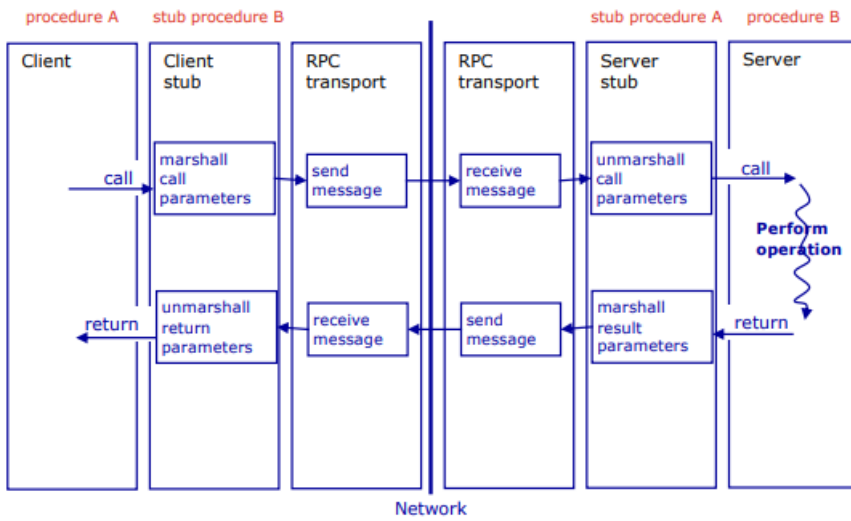 procedure A
stub procedure B
stub procedure A
procedure B
Client
Client
stub
RPC
transport
RPC
transport
Server
stub
Server
call
marshall
call
parameters
send
message
receive
message
unmarshall
call
parameters
call
Perform
operation
return
unmarshall
return
parameters
receive
message
send
message
marshal
result
parameters
return
Network